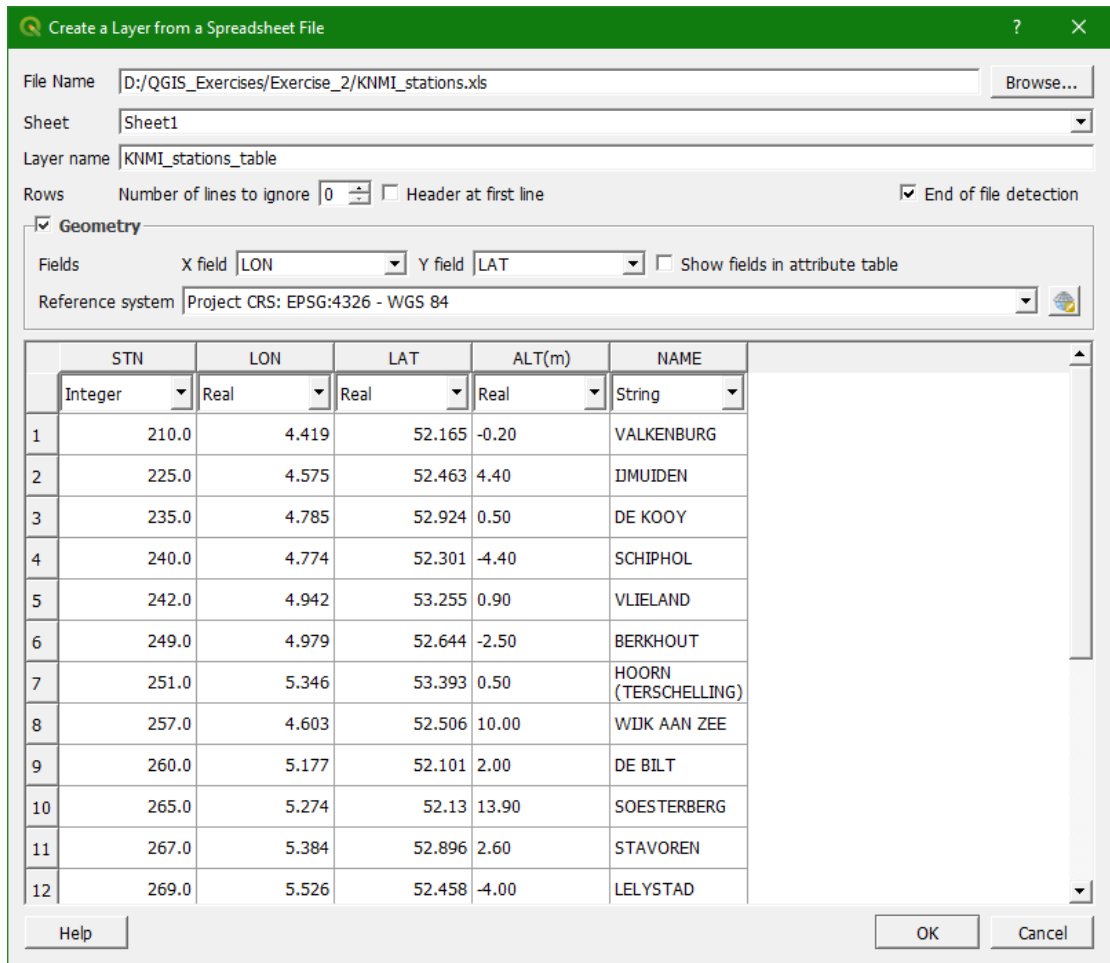 Create a Layer from a Spreadsheet File ? ×
File Name D:/QGIS_Exercises/Exercise_2/KNMI_stations.xls Browse...
Sheet Sheet1
Layer name KNMI_stations_table
Rows Number of lines to ignore 0 Header at first line End of file detection
Geometry
Fields X field LON Y field LAT Show fields in attribute table
Reference system Project CRS: EPSG:4326 - WGS 84
STN LON LAT ALT(m) NAME
Integer Real Real Real String
1 210.0 4.419 52.165 -0.20 VALKENBURG
2 225.0 4.575 52.463 4.40 IJMUIDEN
3 235.0 4.785 52.924 0.50 DE KOOY
4 240.0 4.774 52.301 -4.40 SCHIPHOL
5 242.0 4.942 53.255 0.90 VLIELAND
6 249.0 4.979 52.644 -2.50 BERKHOUT
7 251.0 5.346 53.393 0.50 HOORN
(TERSCHELLING)
8 257.0 4.603 52.506 10.00 WIJK AAN ZEE
9 260.0 5.177 52.101 2.00 DE BILT
10 265.0 5.274 52.13 13.90 SOESTERBERG
11 267.0 5.384 52.896 2.60 STAVOREN
12 269.0 5.526 52.458 -4.00 LELYSTAD
Help OK Cancel